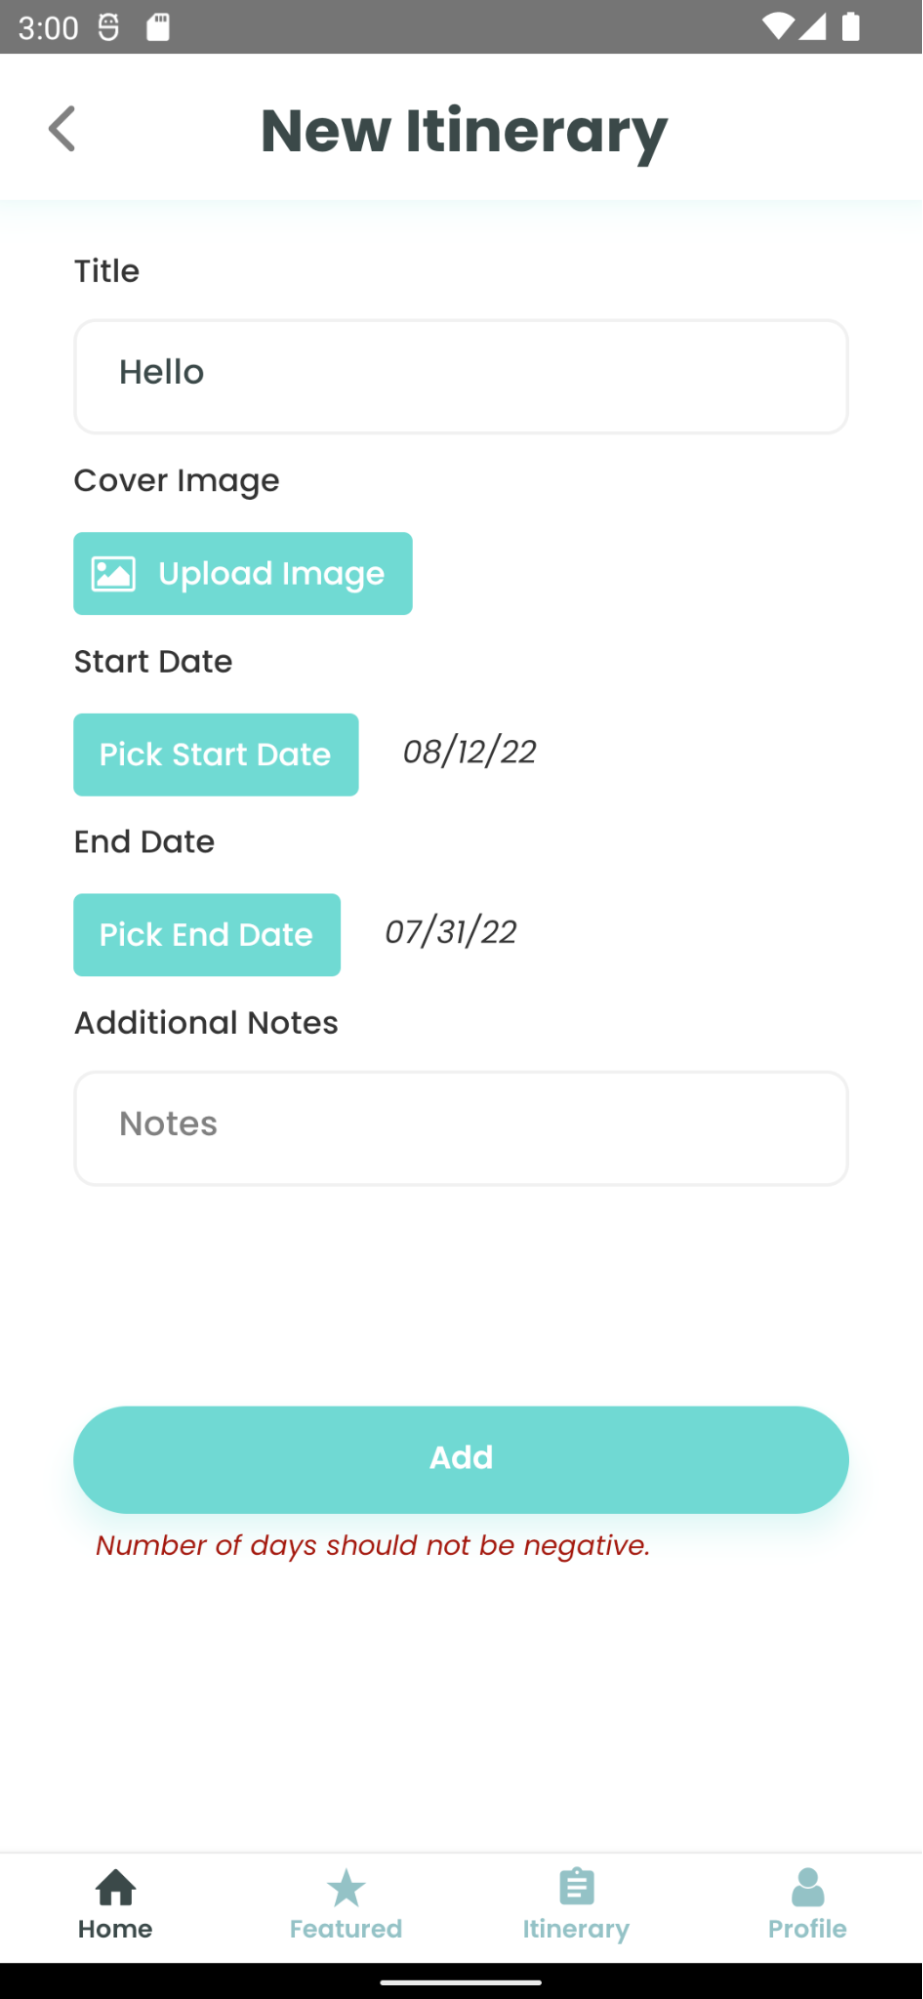 3:00
New Itinerary
Title
Hello
Cover Image
Upload Image
Start Date
Pick Start Date 08/12/22
End Date
Pick End Date 07/31/22
Additional Notes
Notes
Add
Number of days should not be negative.
Home Featured Itinerary Profile